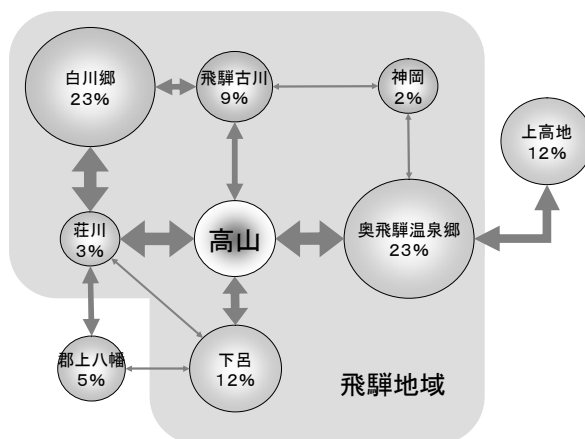 白川郷
23%
飛騨古川
9%
神岡
2%
上高地
12%
荘川
3%
高山
奥飛騨温泉郷
23%
郡上八幡
5%
下呂
12%
飛騨地域